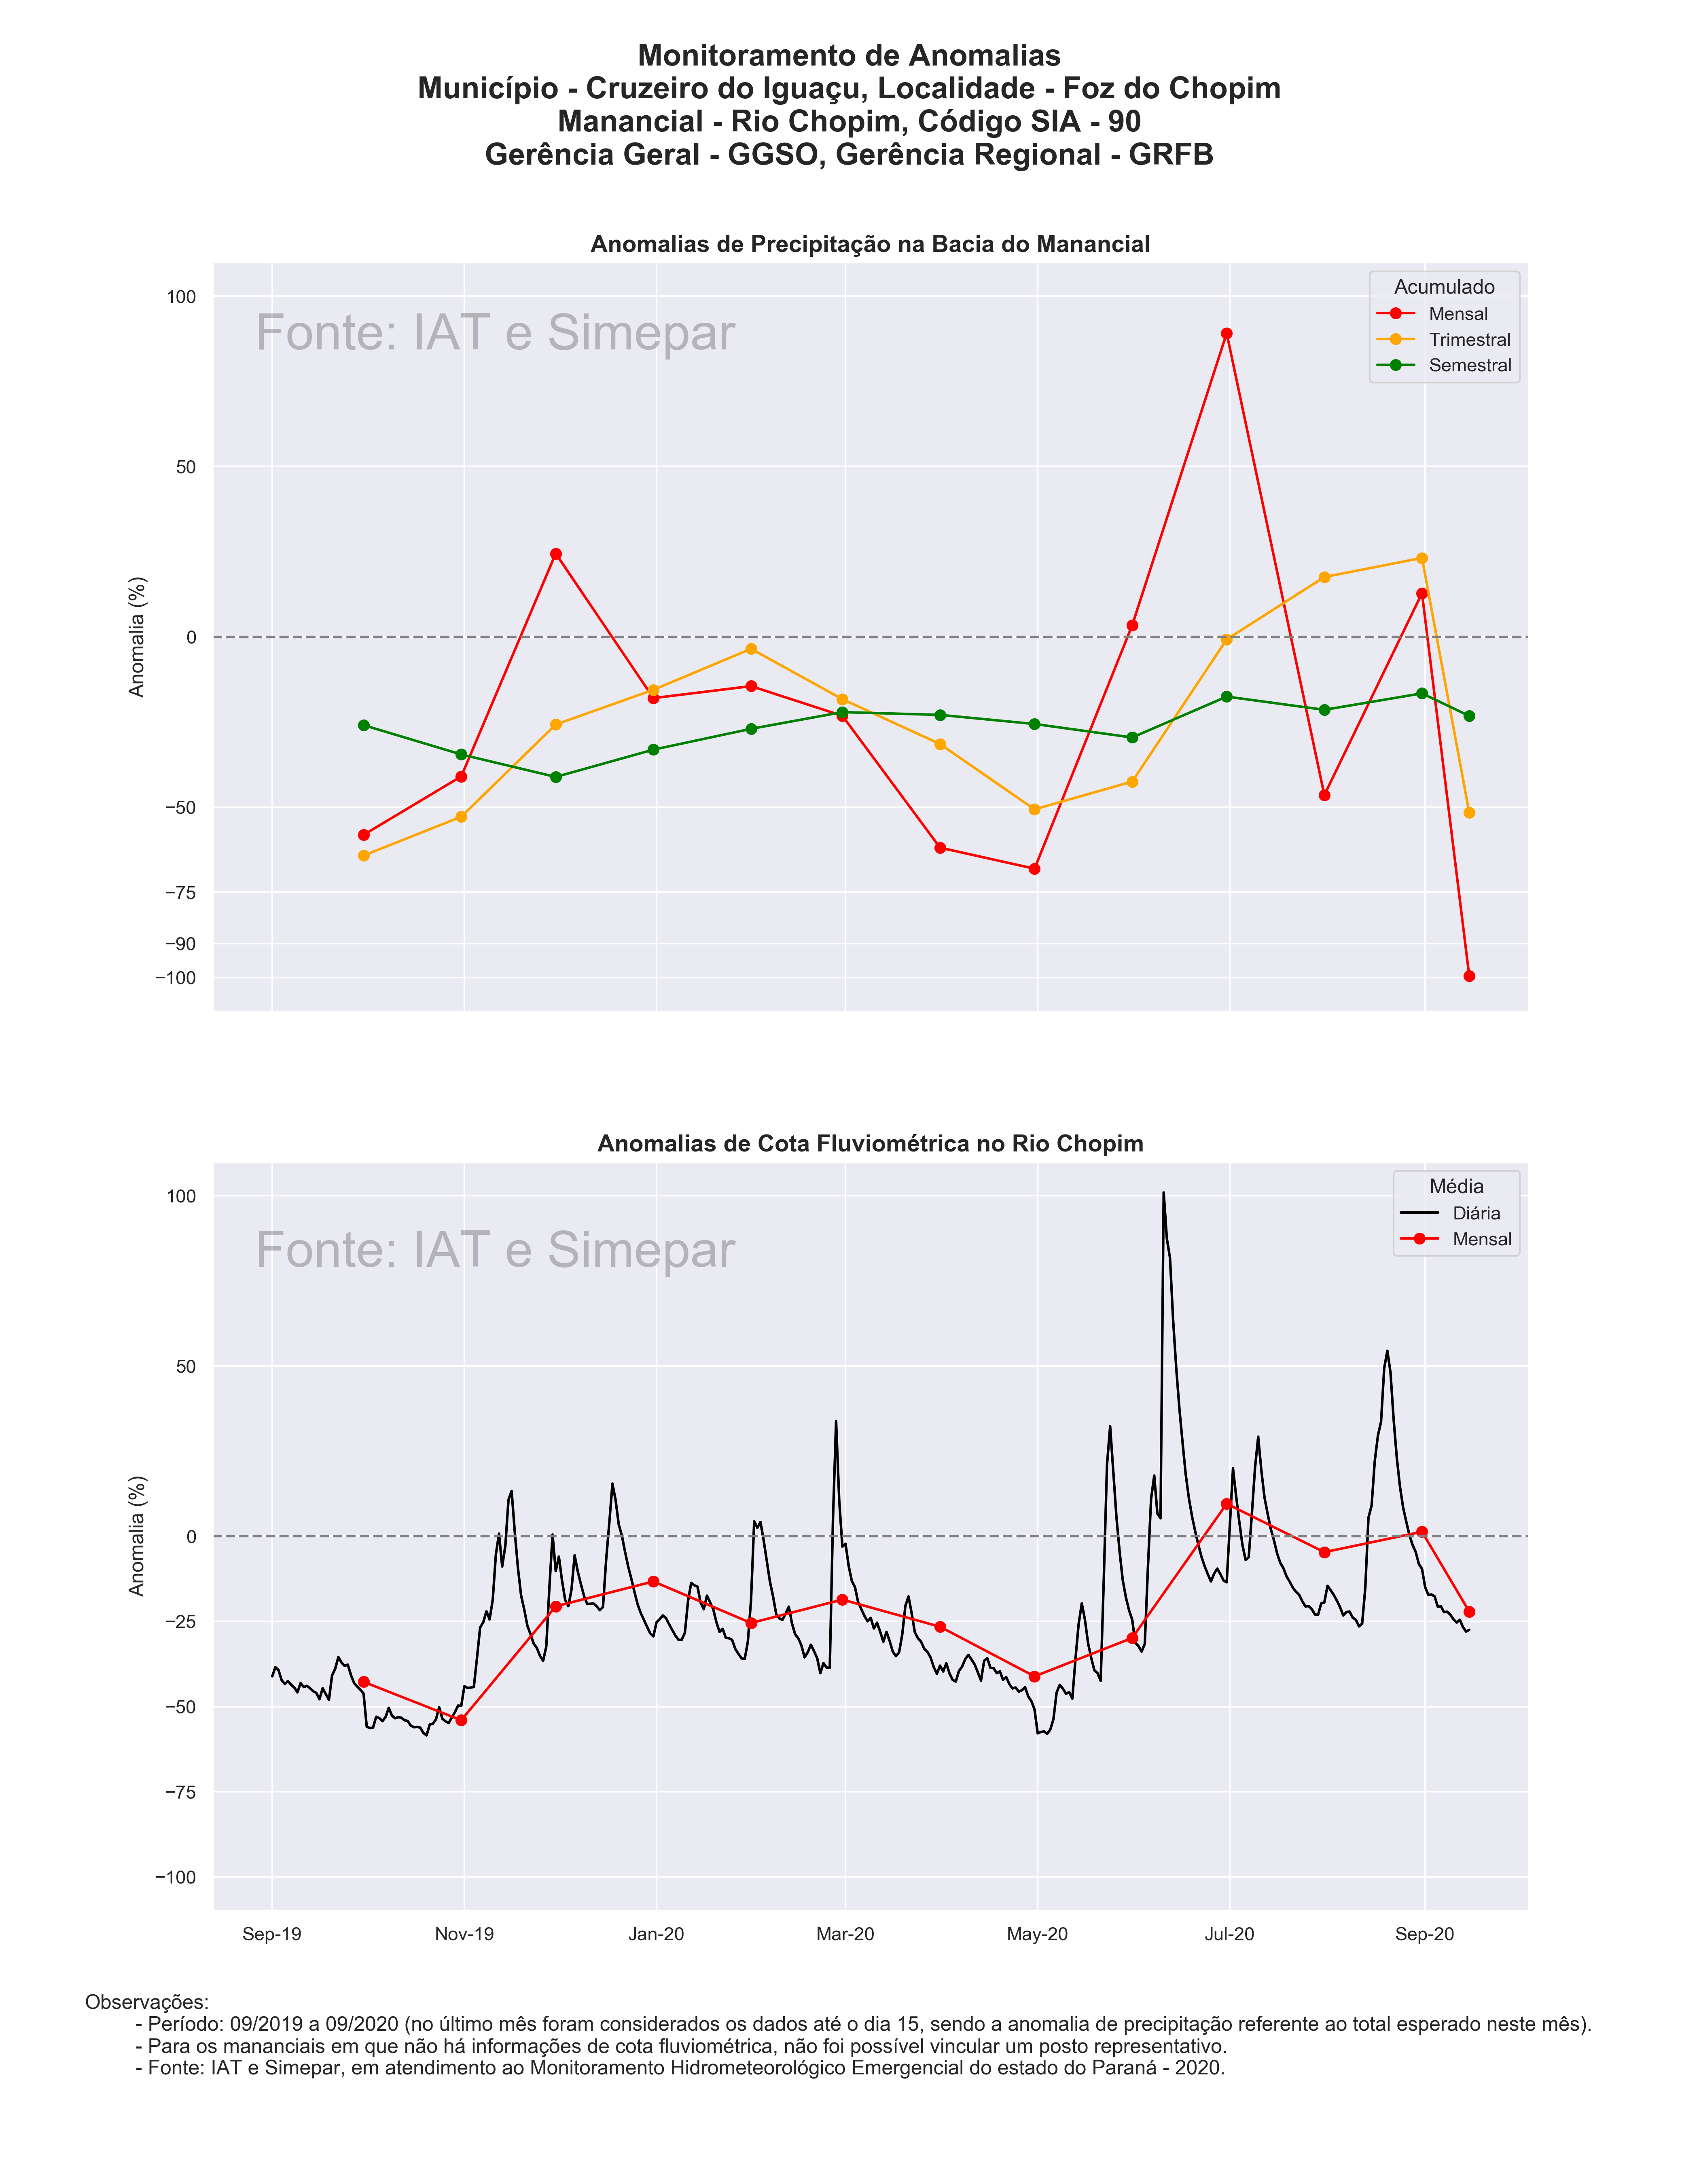 Monitoramento de Anomalias
Município - Cruzeiro do Iguaçu, Localidade - Foz do Chopim
Manancial - Rio Chopim, Código SIA - 90
Gerência Geral - GGSO, Gerência Regional - GRFB
Anomalias de Precipitação na Bacia do Manancial
Fonte: IAT e Simepar
Acumulado
Mensal
Trimestral
Semestral
Anomalia (%)
100
50
0
−50
−75
−90
−100
Anomalias de Cota Fluviométrica no Rio Chopim
Fonte: IAT e Simepar
Média
Diária
Mensal
Anomalia (%)
100
50
0
−25
−50
−75
−100
Sep-19 Nov-19 Jan-20 Mar-20 May-20 Jul-20 Sep-20
Observações:
- Período: 09/2019 a 09/2020 (no último mês foram considerados os dados até o dia 15, sendo a anomalia de precipitação referente ao total esperado neste mês).
- Para os mananciais em que não há informações de cota fluviométrica, não foi possível vincular um posto representativo.
- Fonte: IAT e Simepar, em atendimento ao Monitoramento Hidrometeorológico Emergencial do estado do Paraná - 2020.